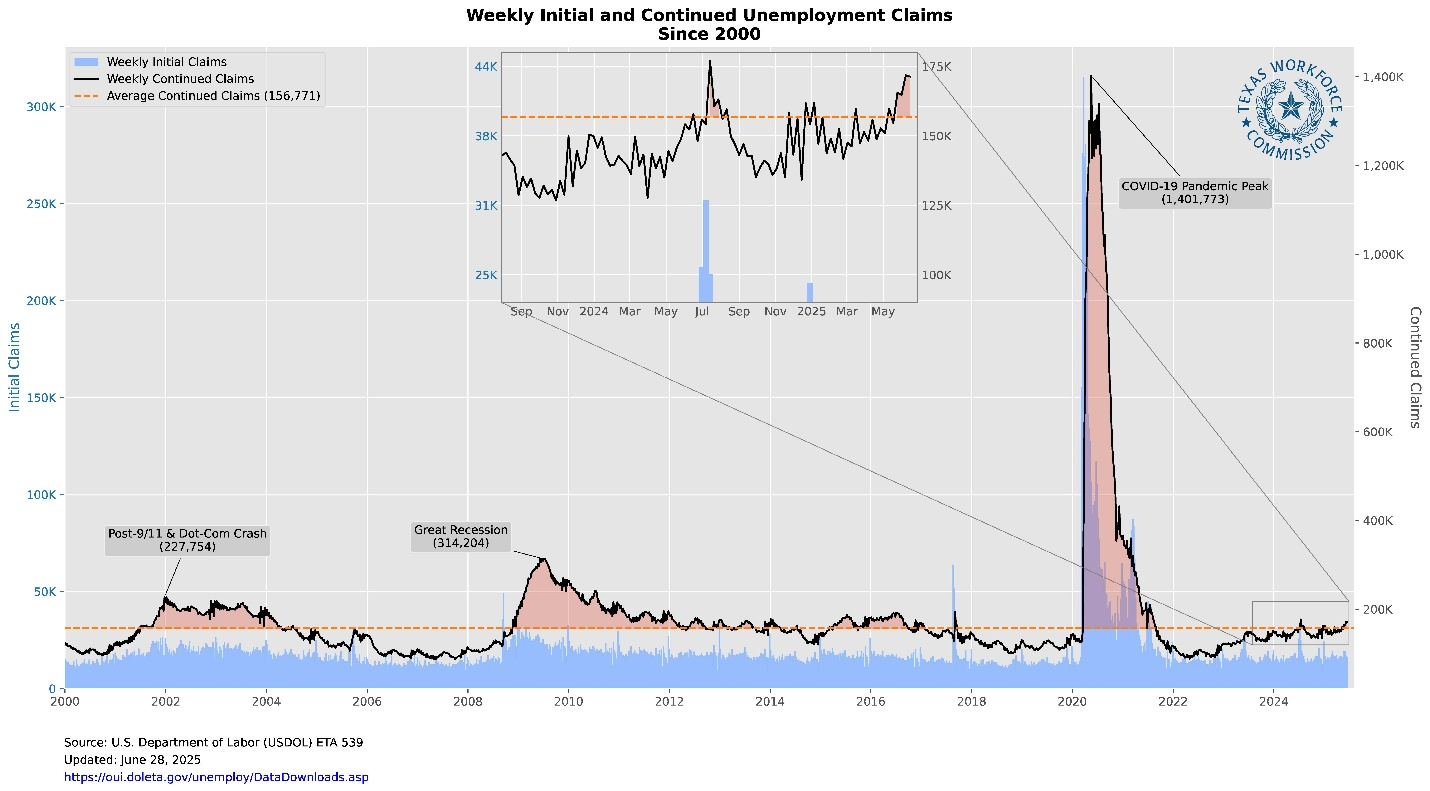 Weekly Initial and Continued Unemployment Claims
Since 2000
Weekly Initial Claims
Weekly Continued Claims
Average Continued Claims (156,771)
44K
38K
31K
25K
175K
150K
125K
100K
Sep Nov 2024 Mar May Jul Sep Nov 2025 Mar May
TEXAS WORKFORCE
COMMISSION
COVID-19 Pandemic Peak
(1,401,773)
Post-9/11 & Dot-Com Crash
(227,754)
Great Recession
(314,204)
Initial Claims
300K
250K
200K
150K
100K
50K
0
1,400K
1,200K
1,000K
800K
600K
400K
200K
Continued Claims
2000 2002 2004 2006 2008 2010 2012 2014 2016 2018 2020 2022 2024
Source: U.S. Department of Labor (USDOL) ETA 539
Updated: June 28, 2025
https://oui.doleta.gov/unemploy/DataDownloads.asp